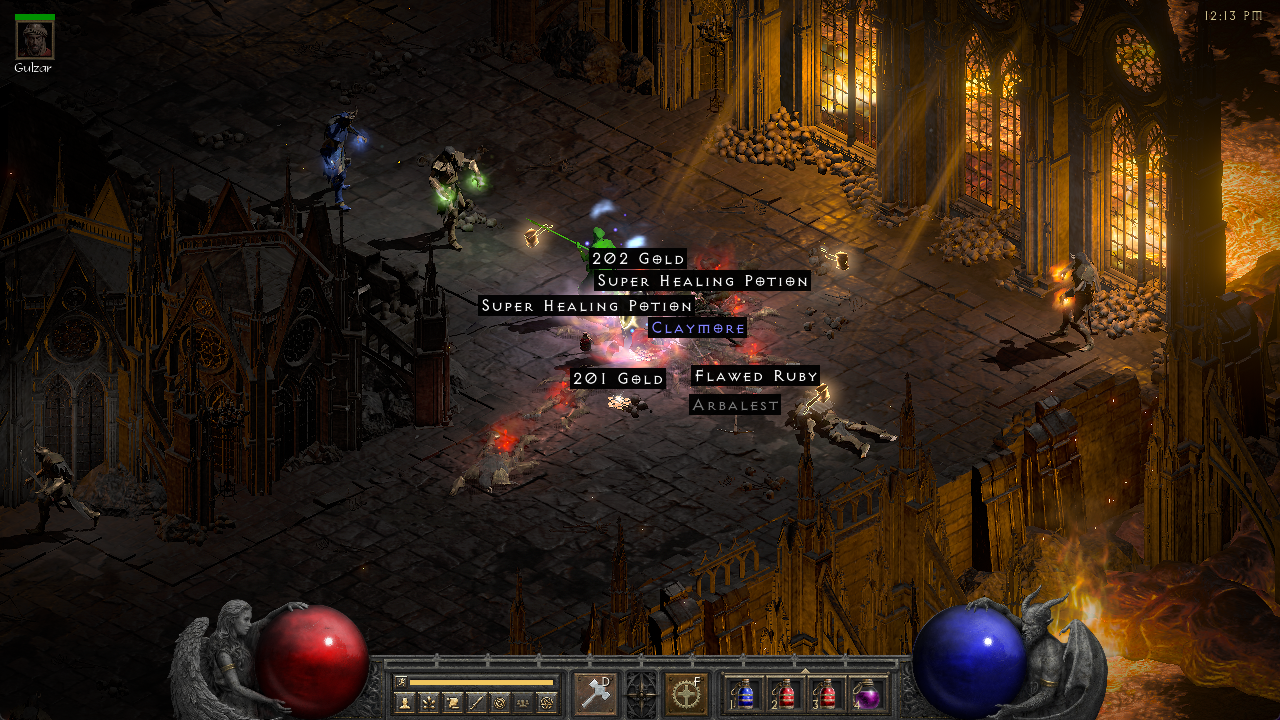 12:13 PM
Gulzar
202 Gold
Super Healing Potion
Super Healing Potion
Claymore
201 Gold
Flawed Ruby
Arbalest
D
F
1
2
3
4